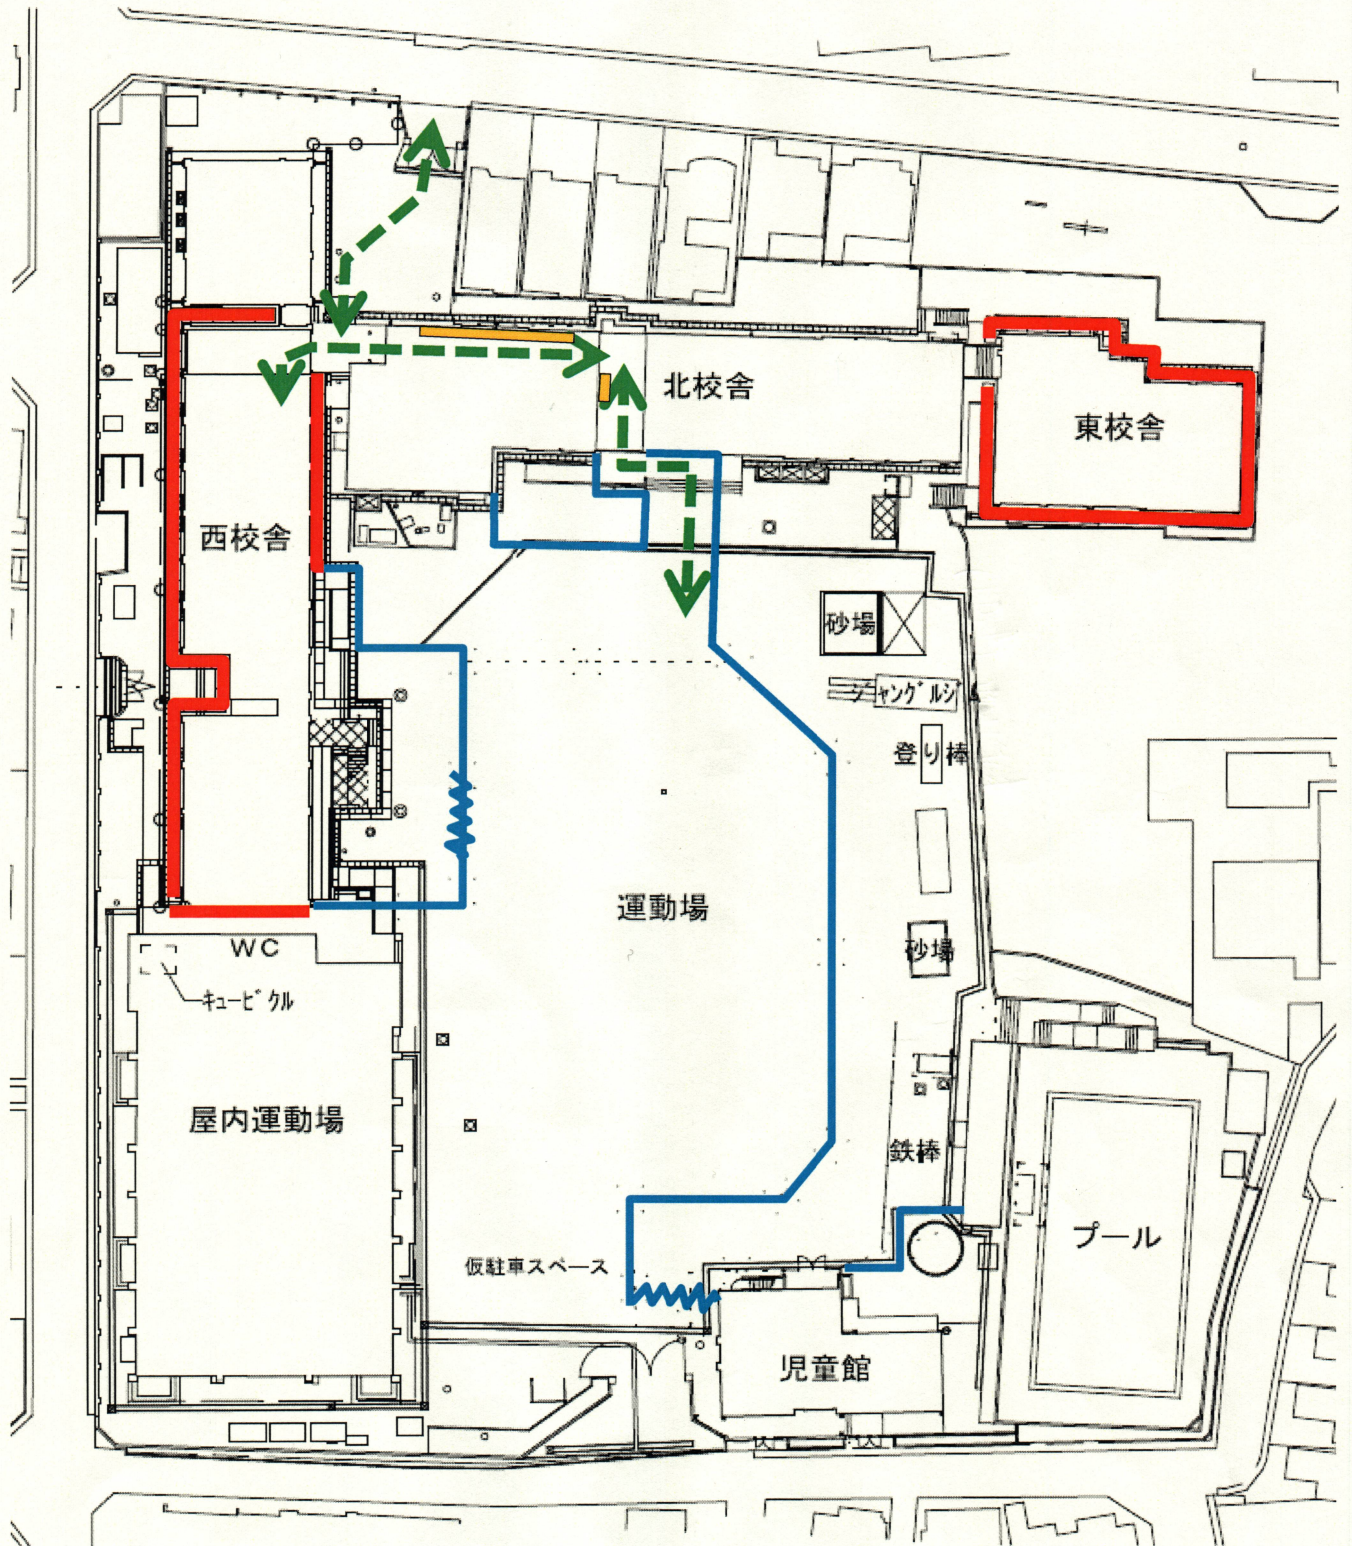 北校舎
東校舎
西校舎
砂場
ｼﾞｬﾝｸﾞﾙｼﾞ
登り棒
運動場
砂場
WC
ｷｭｰﾋﾞｸﾙ
屋内運動場
鉄棒
プール
仮駐車スペース
児童館